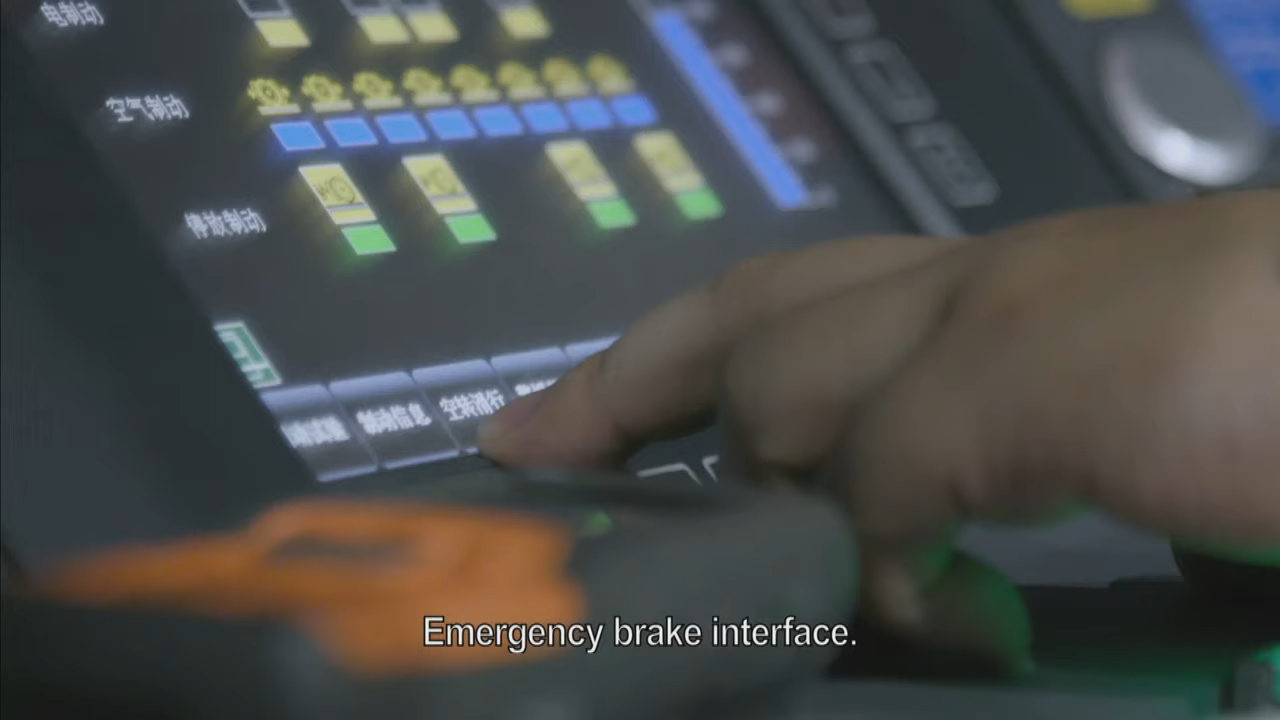 电制动
空气制动
停放制动
制动信息
空转滑行
Emergency brake interface.